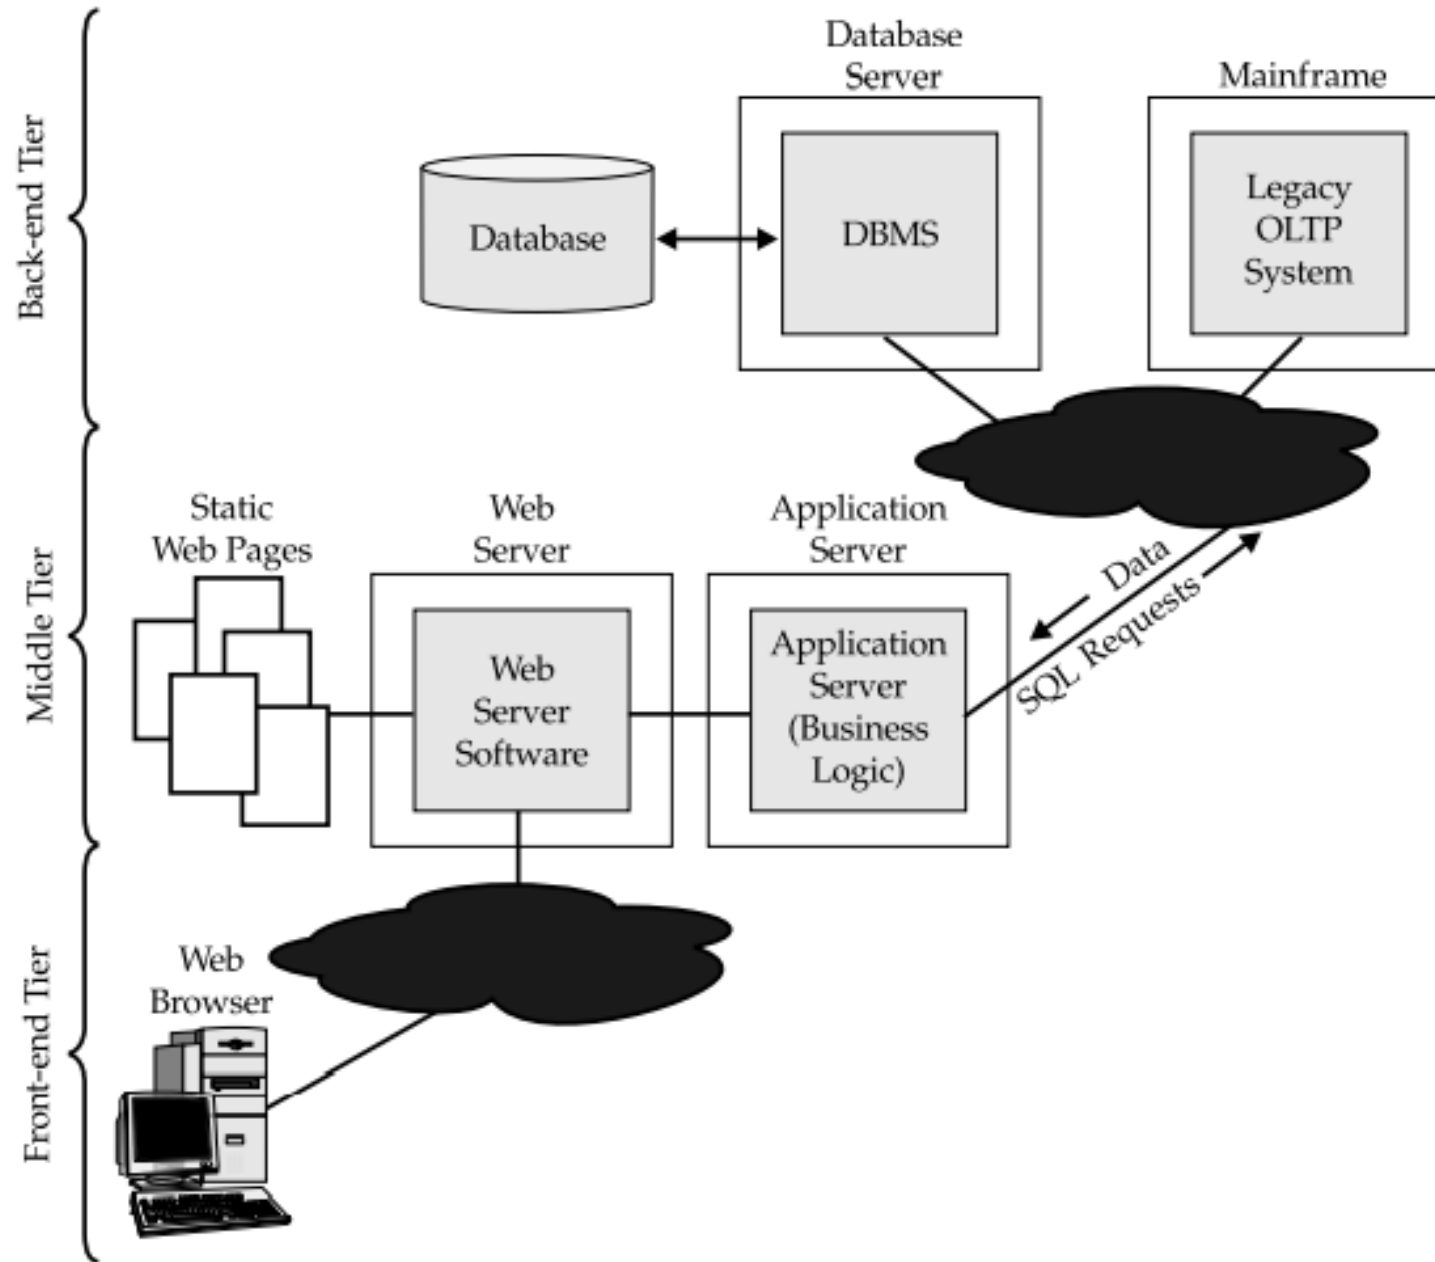 Back-end Tier
Database
Server
Mainframe
Database
DBMS
Legacy
OLTP
System
Middle Tier
Static
Web Pages
Web
Server
Application
Server
Web
Server
Software
Application
Server
(Business
Logic)
Data
SQL Requests
Front-end Tier
Web
Browser